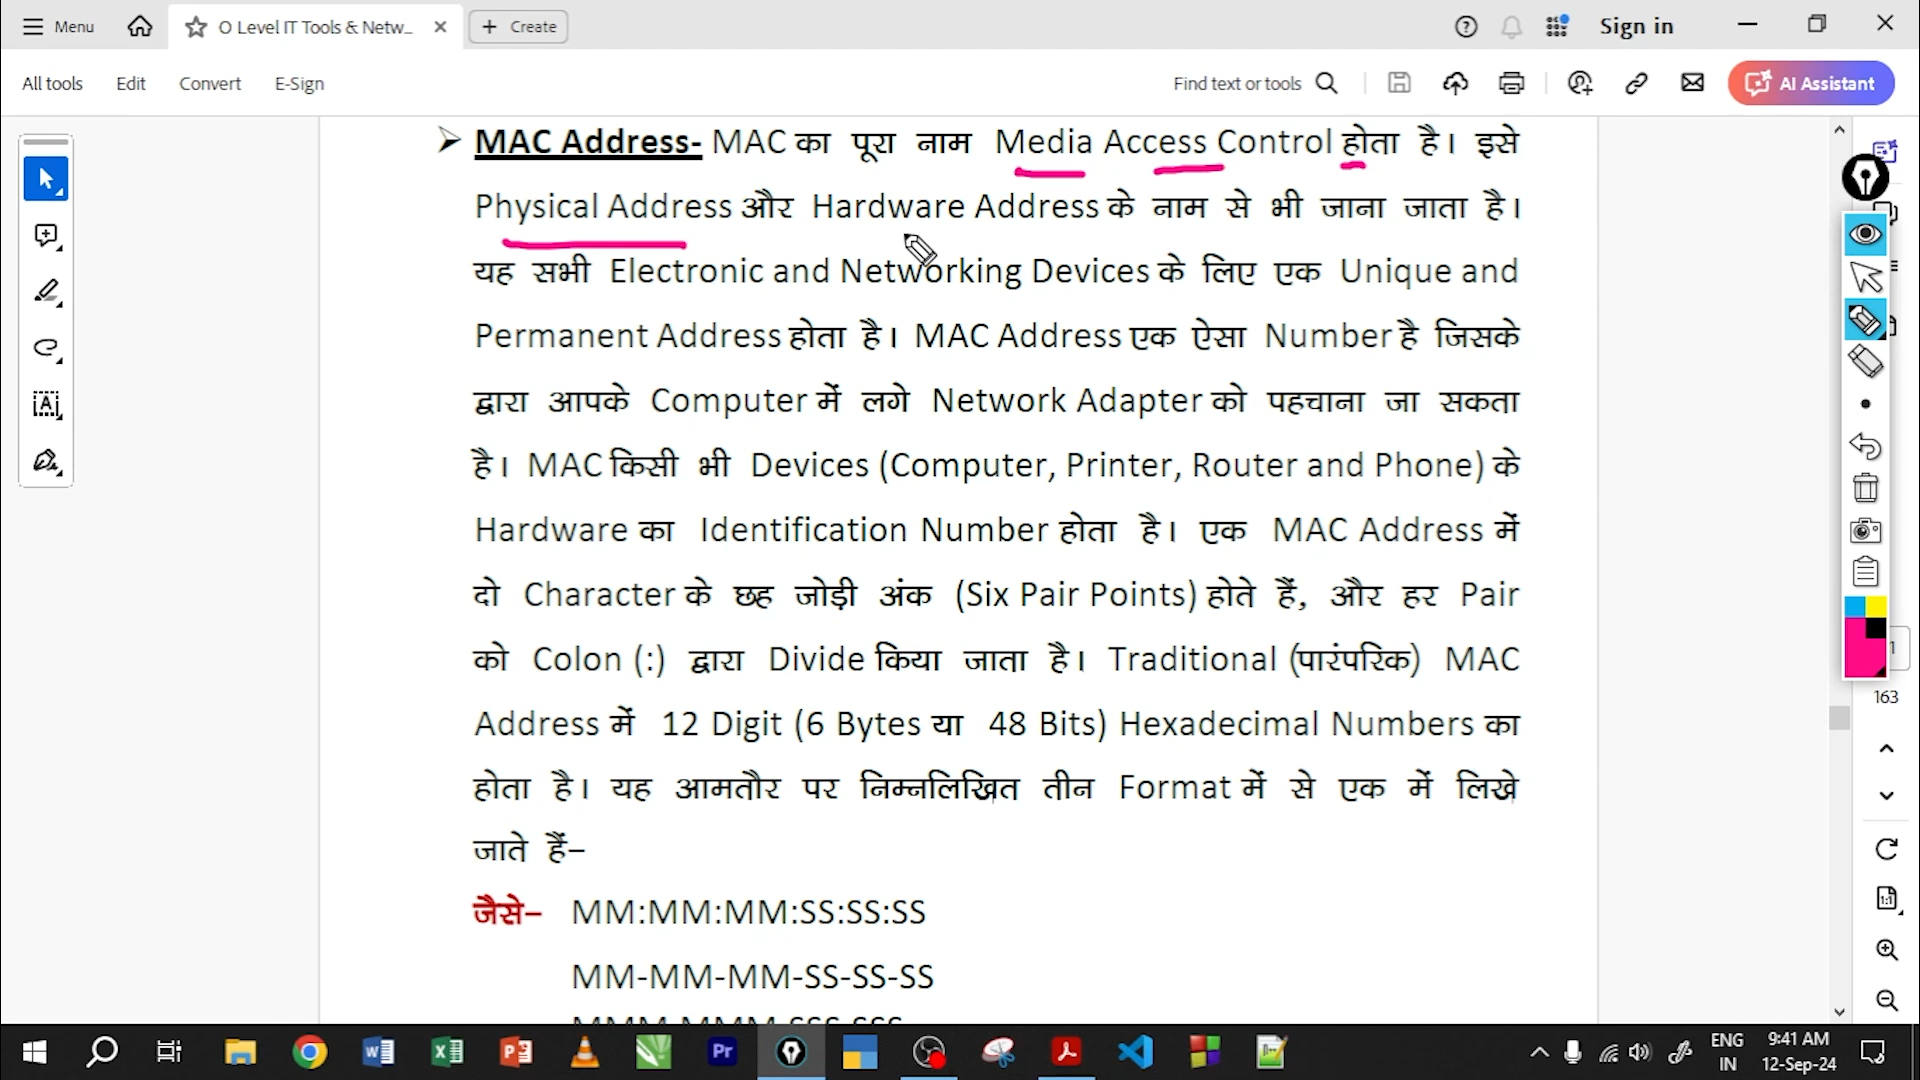 Menu
O Level IT Tools & Netw...
Create
Sign in
All tools Edit Convert E-Sign
Find text or tools
AI Assistant
MAC Address- MAC का पूरा नाम Media Access Control होता है। इसे
Physical Address और Hardware Address के नाम से भी जाना जाता है।
यह सभी Electronic and Networking Devices के लिए एक Unique and
Permanent Address होता है। MAC Address एक ऐसा Number है जिसके
द्वारा आपके Computer में लगे Network Adapter को पहचाना जा सकता
है। MAC किसी भी Devices (Computer, Printer, Router and Phone) के
Hardware का Identification Number होता है। एक MAC Address में
दो Character के छह जोड़ी अंक (Six Pair Points) होते हैं, और हर Pair
को Colon (:) द्वारा Divide किया जाता है। Traditional (पारंपरिक) MAC
Address में 12 Digit (6 Bytes या 48 Bits) Hexadecimal Numbers का
होता है। यह आमतौर पर निम्नलिखित तीन Format में से एक में लिखे
जाते हैं–
जैसे– MM:MM:MM:SS:SS:SS
MM-MM-MM-SS-SS-SS
163
ENG
IN
9:41 AM
12-Sep-24